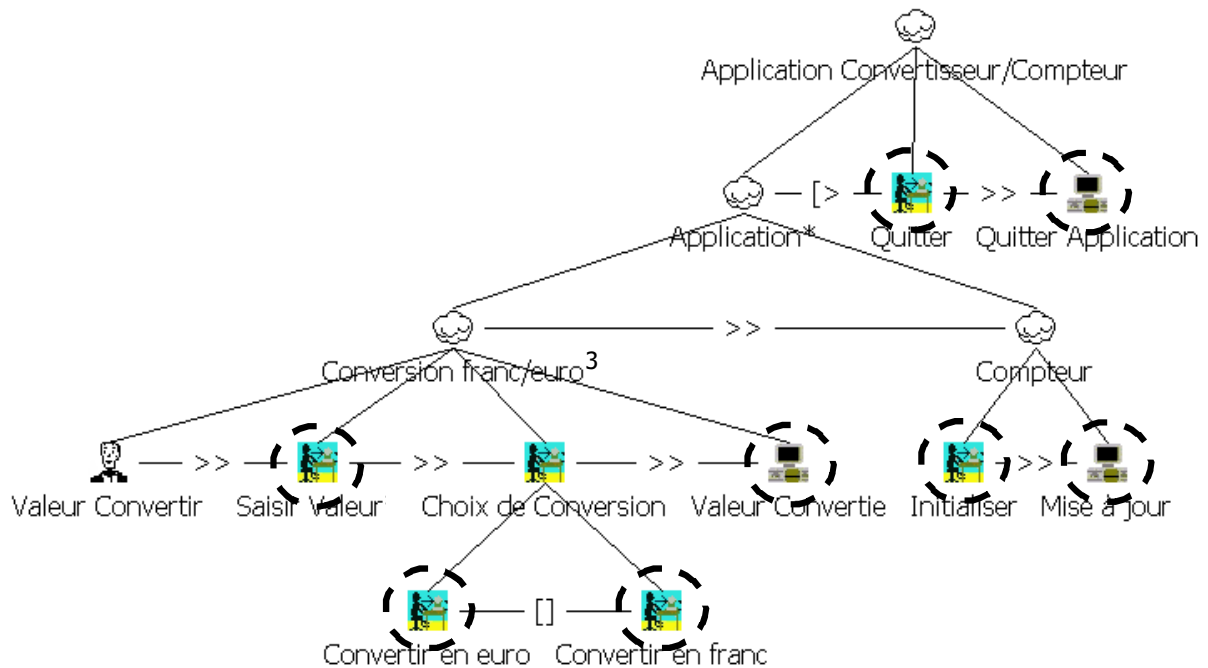 Application Convertisseur/Compteur
[> >>
Application* Quitter Quitter Application
>>
Conversion franc/euro3 Compteur
>> >> >> >>
Valeur Convertir Saisir Valeur Choix de Conversion Valeur Convertie Initialiser Mise à jour
[]
Convertir en euro Convertir en franc